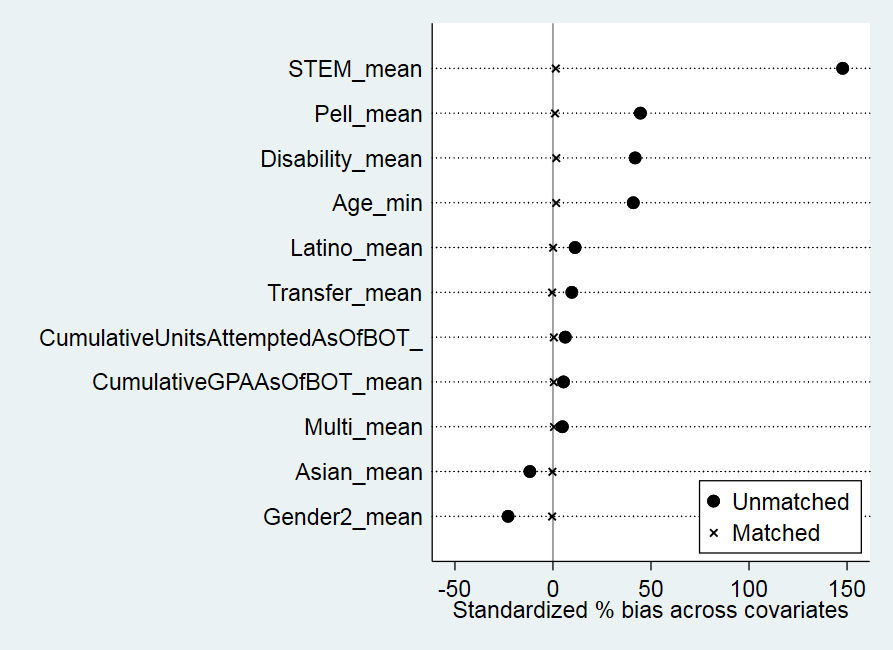 STEM_mean
Pell_mean
Disability_mean
Age_min
Latino_mean
Transfer_mean
CumulativeUnitsAttemptedAsOfBOT_
CumulativeGPAAsOfBOT_mean
Multi_mean
Asian_mean
Gender2_mean
Unmatched
Matched
-50 0 50 100 150
Standardized % bias across covariates